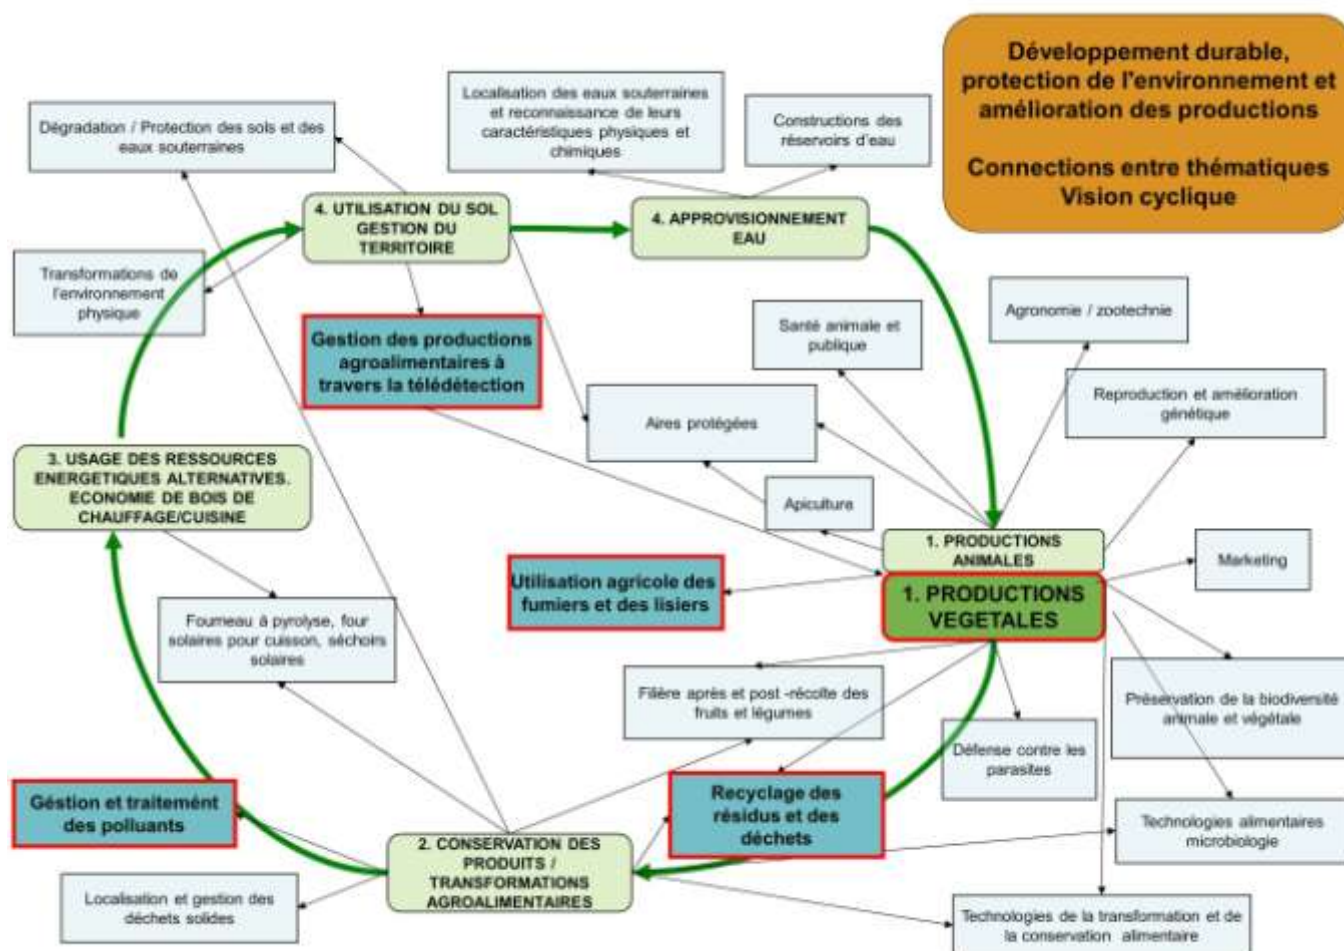 Développement durable,
protection de l'environnement et
amélioration des productions
Connections entre thématiques
Vision cyclique
Localisation des eaux souterraines
et reconnaissance de leurs
caractéristiques physiques et
chimiques
Constructions des
réservoirs d'eau
Dégradation / Protection des sols et des
eaux souterraines
4. UTILISATION DU SOL
GESTION DU
TERRITOIRE
4. APPROVISIONNEMENT
EAU
Transformations de
l'environnement
physique
Gestion des productions
agroalimentaires à
travers la télédétection
Santé animale et
publique
Agronomie / zootechnie
Reproduction et amélioration
génétique
Aires protégées
3. USAGE DES RESSOURCES
ENERGETIQUES ALTERNATIVES.
ECONOMIE DE BOIS DE
CHAUFFAGE/CUISINE
Apiculture
1. PRODUCTIONS
ANIMALES
Marketing
Utilisation agricole des
fumiers et des lisiers
1. PRODUCTIONS
VEGETALES
Fourneau à pyrolyse, four
solaires pour cuisson, séchoirs
solaires
Filière après et post -récolte des
fruits et légumes
Préservation de la biodiversité
animale et végétale
Défense contre les
parasites
Géstion et traitemént
des polluants
Recyclage des
résidus et des
déchets
Technologies alimentaires
microbiologie
2. CONSERVATION DES
PRODUITS /
TRANSFORMATIONS
AGROALIMENTAIRES
Localisation et gestion des
déchets solides
Technologies de la transformation et de
la conservation alimentaire